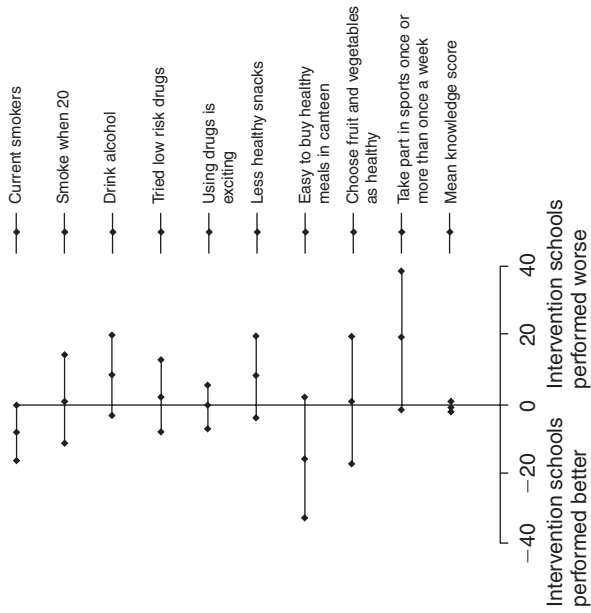 Current smokers
Smoke when 20
Drink alcohol
Tried low risk drugs
Using drugs is
exciting
Less healthy snacks
Easy to buy healthy
meals in canteen
Choose fruit and vegetables
as healthy
Take part in sports once or
more than once a week
Mean knowledge score
−40
−20
0
20
40
Intervention schools
performed better
Intervention schools
performed worse